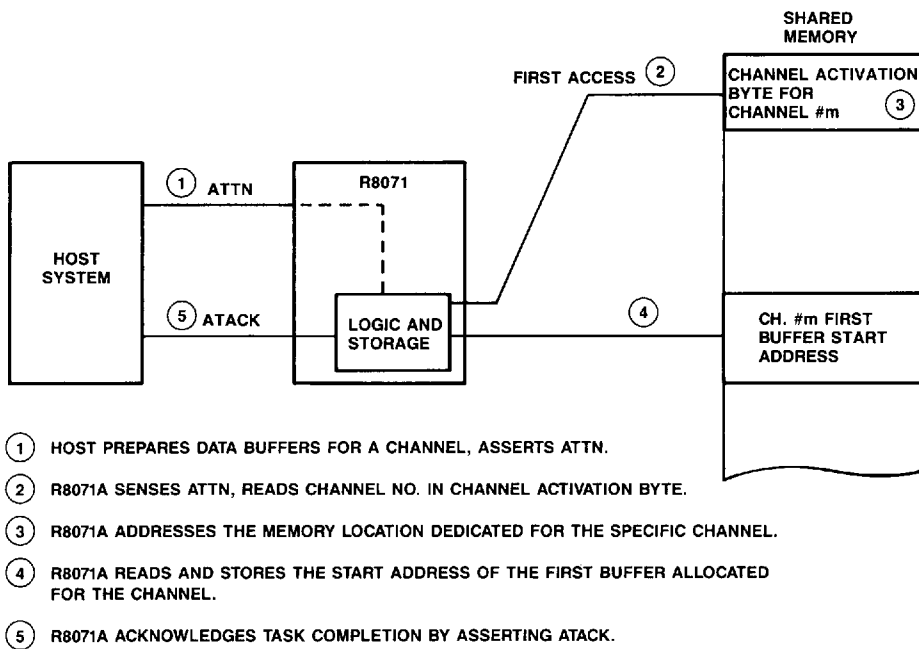 SHARED
MEMORY
FIRST ACCESS 2
CHANNEL ACTIVATION
BYTE FOR
CHANNEL #m 3
1 ATTN
R8071
HOST
SYSTEM
5 ATACK
LOGIC AND
STORAGE
4
CH. #m FIRST
BUFFER START
ADDRESS
1 HOST PREPARES DATA BUFFERS FOR A CHANNEL, ASSERTS ATTN.
2 R8071A SENSES ATTN, READS CHANNEL NO. IN CHANNEL ACTIVATION BYTE.
3 R8071A ADDRESSES THE MEMORY LOCATION DEDICATED FOR THE SPECIFIC CHANNEL.
4 R8071A READS AND STORES THE START ADDRESS OF THE FIRST BUFFER ALLOCATED
FOR THE CHANNEL.
5 R8071A ACKNOWLEDGES TASK COMPLETION BY ASSERTING ATACK.